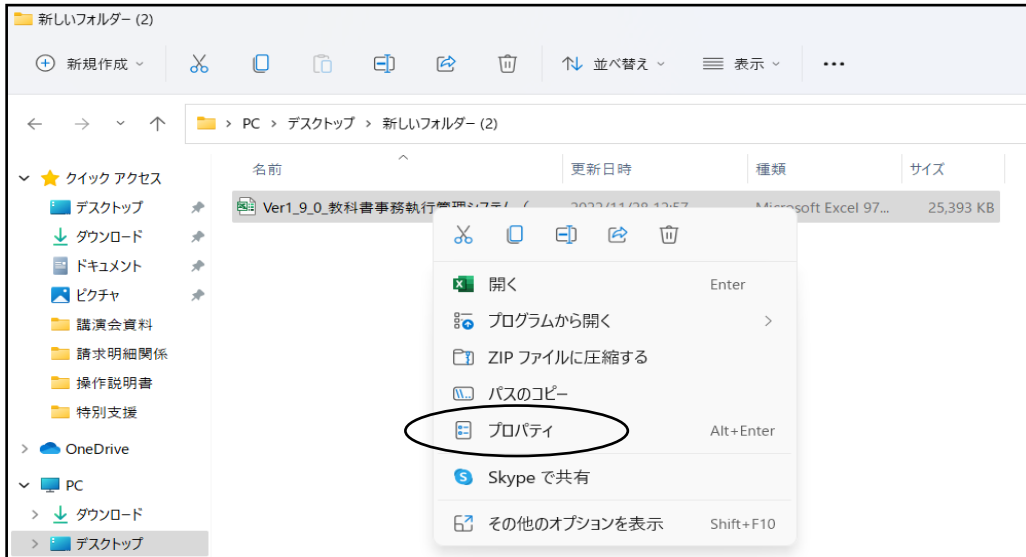 新しいフォルダー (2)
新規作成 並べ替え 表示
PC > デスクトップ > 新しいフォルダー (2)
名前 更新日時 種類 サイズ
クイック アクセス
Ver1_9_0_教科書事務執行管理システム 2022/11/28 12:57 Microsoft Excel 97... 25,393 KB
デスクトップ
ダウンロード
ドキュメント
ピクチャ
講演会資料
請求明細関係
操作説明書
特別支援
OneDrive
PC
ダウンロード
デスクトップ
開く Enter
プログラムから開く
ZIP ファイルに圧縮する
パスのコピー
プロパティ Alt+Enter
Skype で共有
その他のオプションを表示 Shift+F10